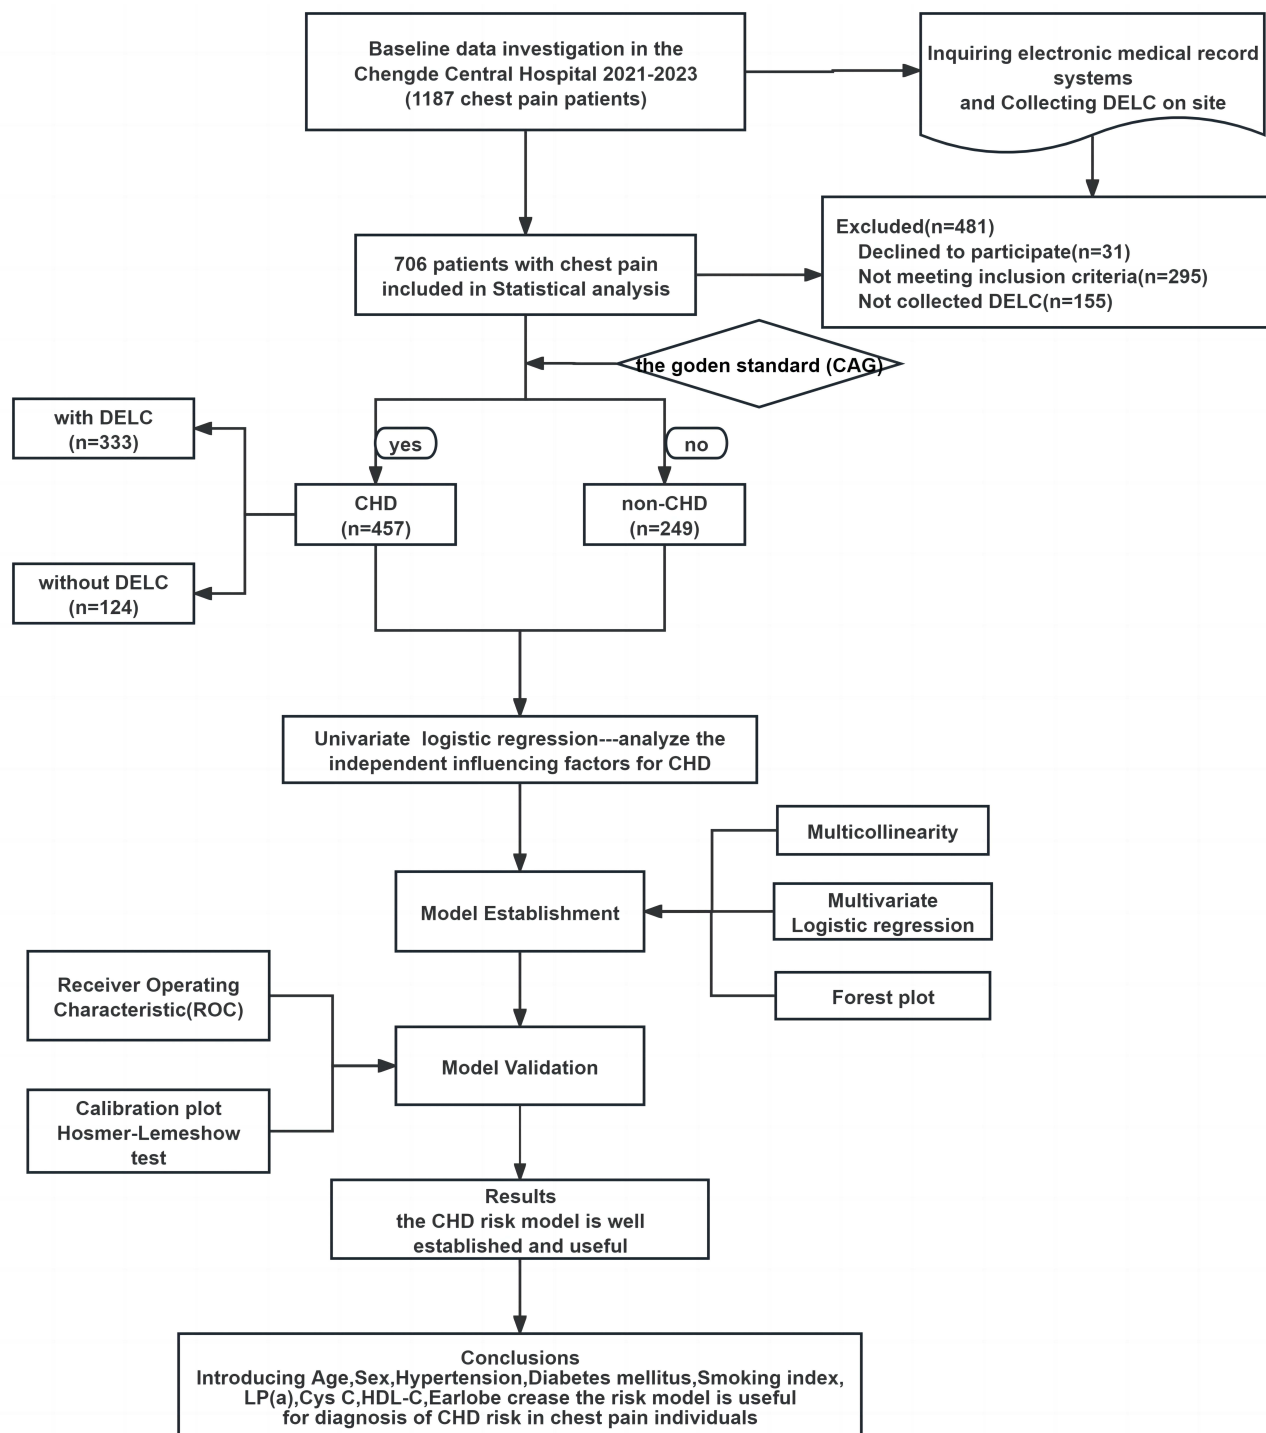 Baseline data investigation in the
Chengde Central Hospital 2021-2023
(1187 chest pain patients)
Inquiring electronic medical record
systems
and Collecting DELC on site
Excluded(n=481)
Declined to participate(n=31)
Not meeting inclusion criteria(n=295)
Not collected DELC(n=155)
706 patients with chest pain
included in Statistical analysis
the goden standard (CAG)
with DELC
(n=333)
yes
no
CHD
(n=457)
non-CHD
(n=249)
without DELC
(n=124)
Univariate  logistic regression---analyze the
independent influencing factors for CHD
Multicollinearity
Model Establishment
Multivariate
Logistic regression
Forest plot
Receiver Operating
Characteristic(ROC)
Model Validation
Calibration plot
Hosmer-Lemeshow
test
Results
the CHD risk model is well
established and useful
Conclusions
Introducing Age,Sex,Hypertension,Diabetes mellitus,Smoking index,
LP(a),Cys C,HDL-C,Earlobe crease the risk model is useful
for diagnosis of CHD risk in chest pain individuals